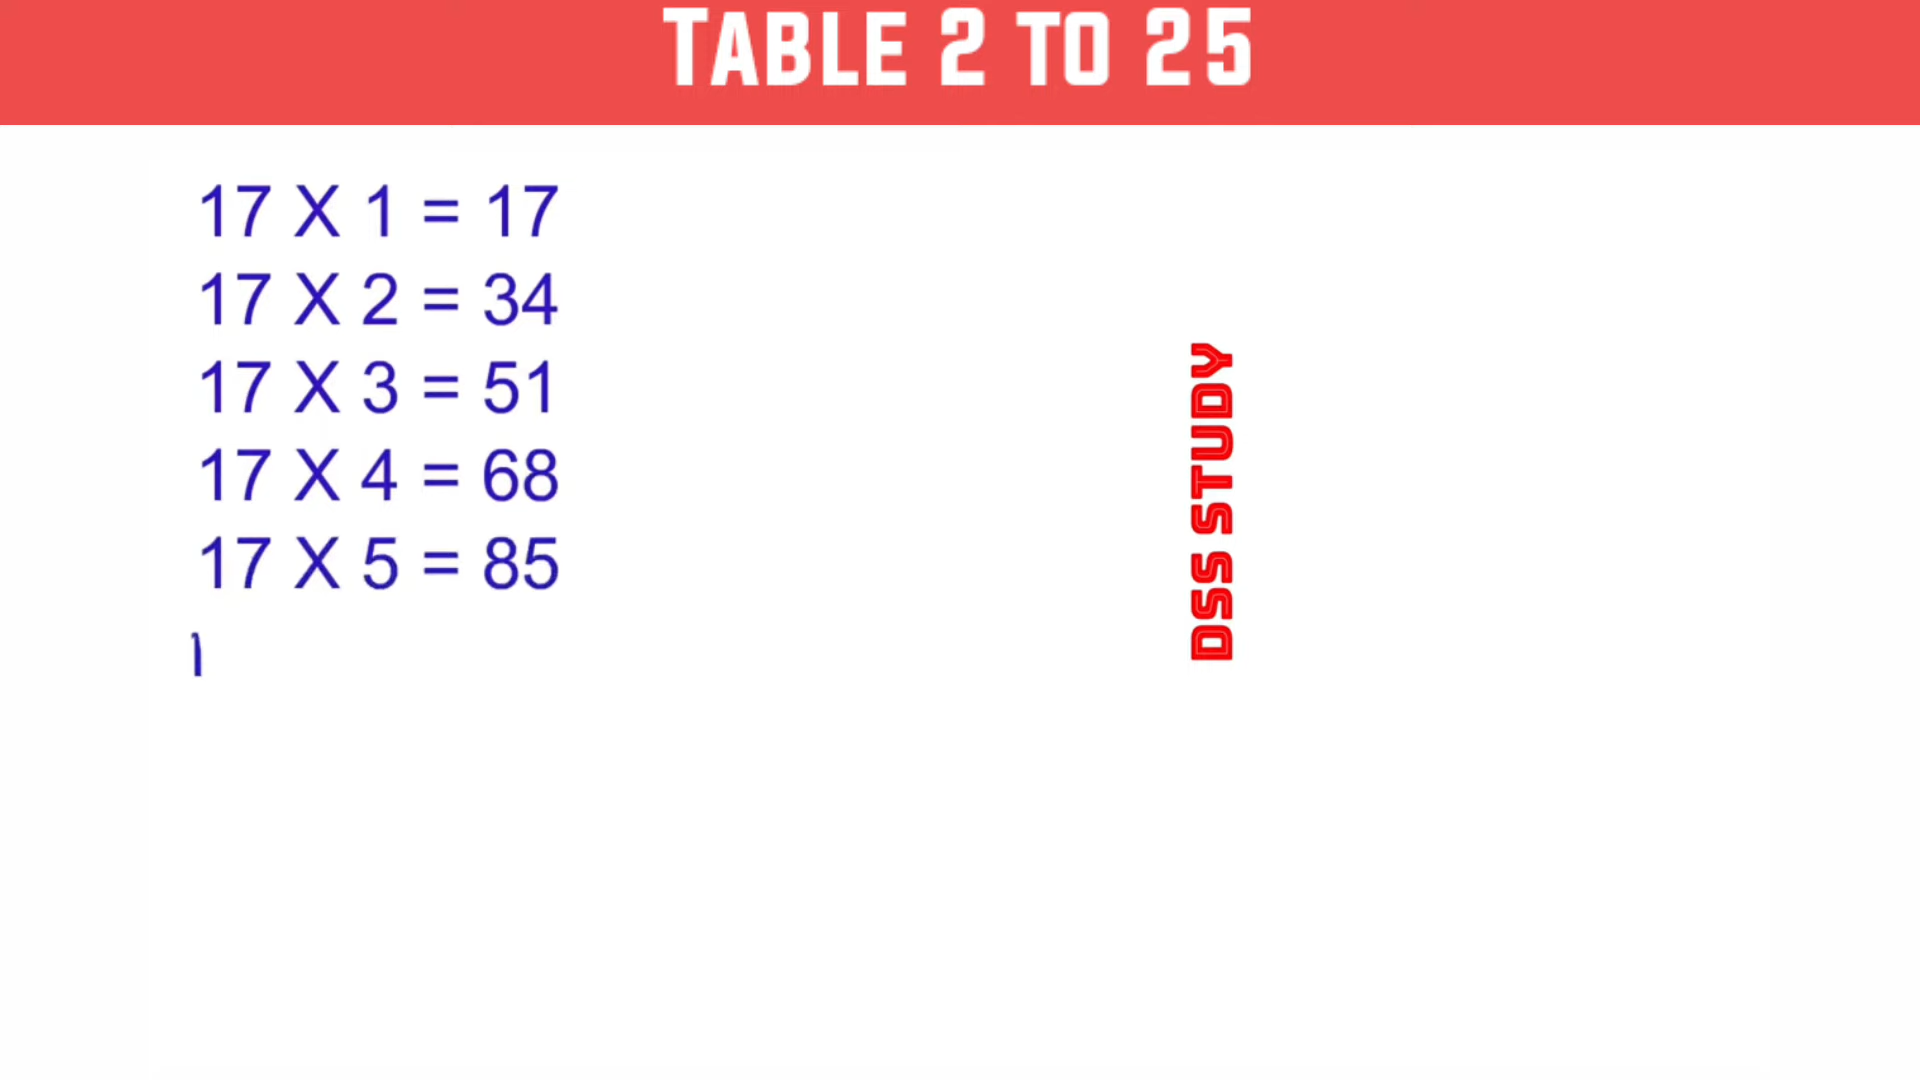 TABLE 2 TO 25
17 X 1 = 17
17 X 2 = 34
17 X 3 = 51
17 X 4 = 68
17 X 5 = 85
1
DSS STUDY